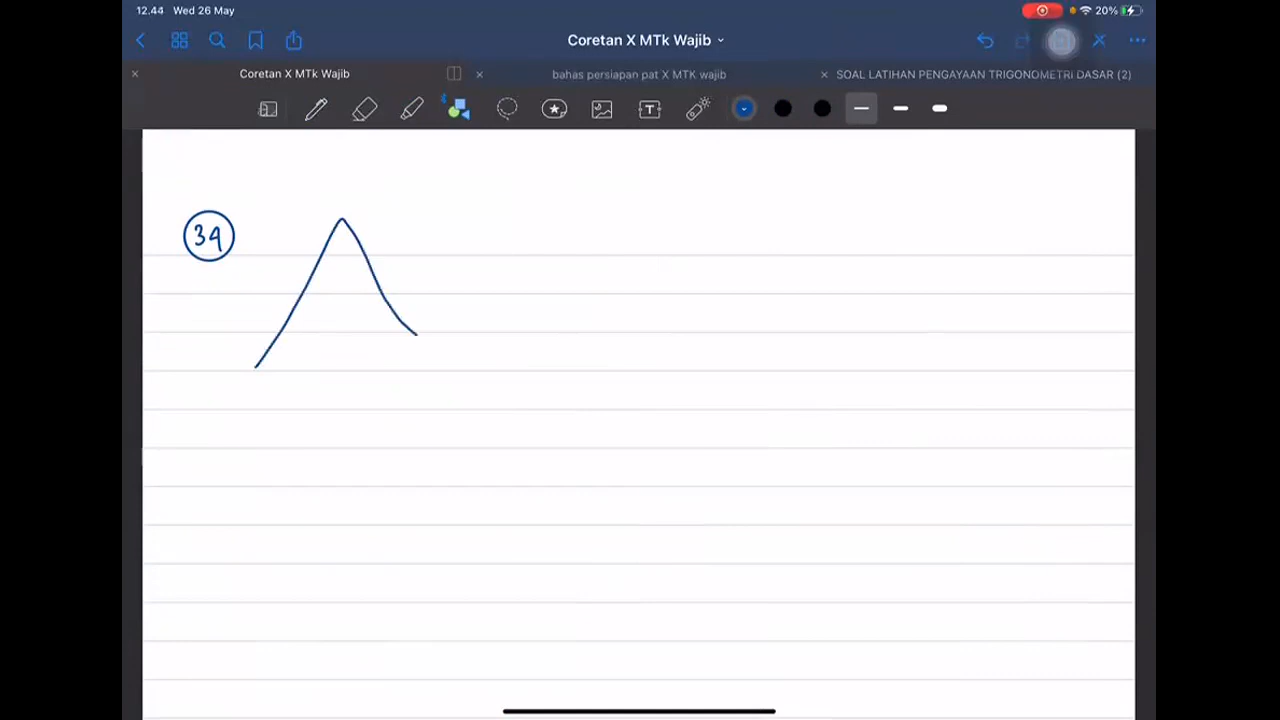 12.44 Wed 26 May
20%
Coretan X MTk Wajib
Coretan X MTk Wajib
bahas persiapan pat X MTK wajib
SOAL LATIHAN PENGAYAAN TRIGONOMETRI DASAR (2)
T
34